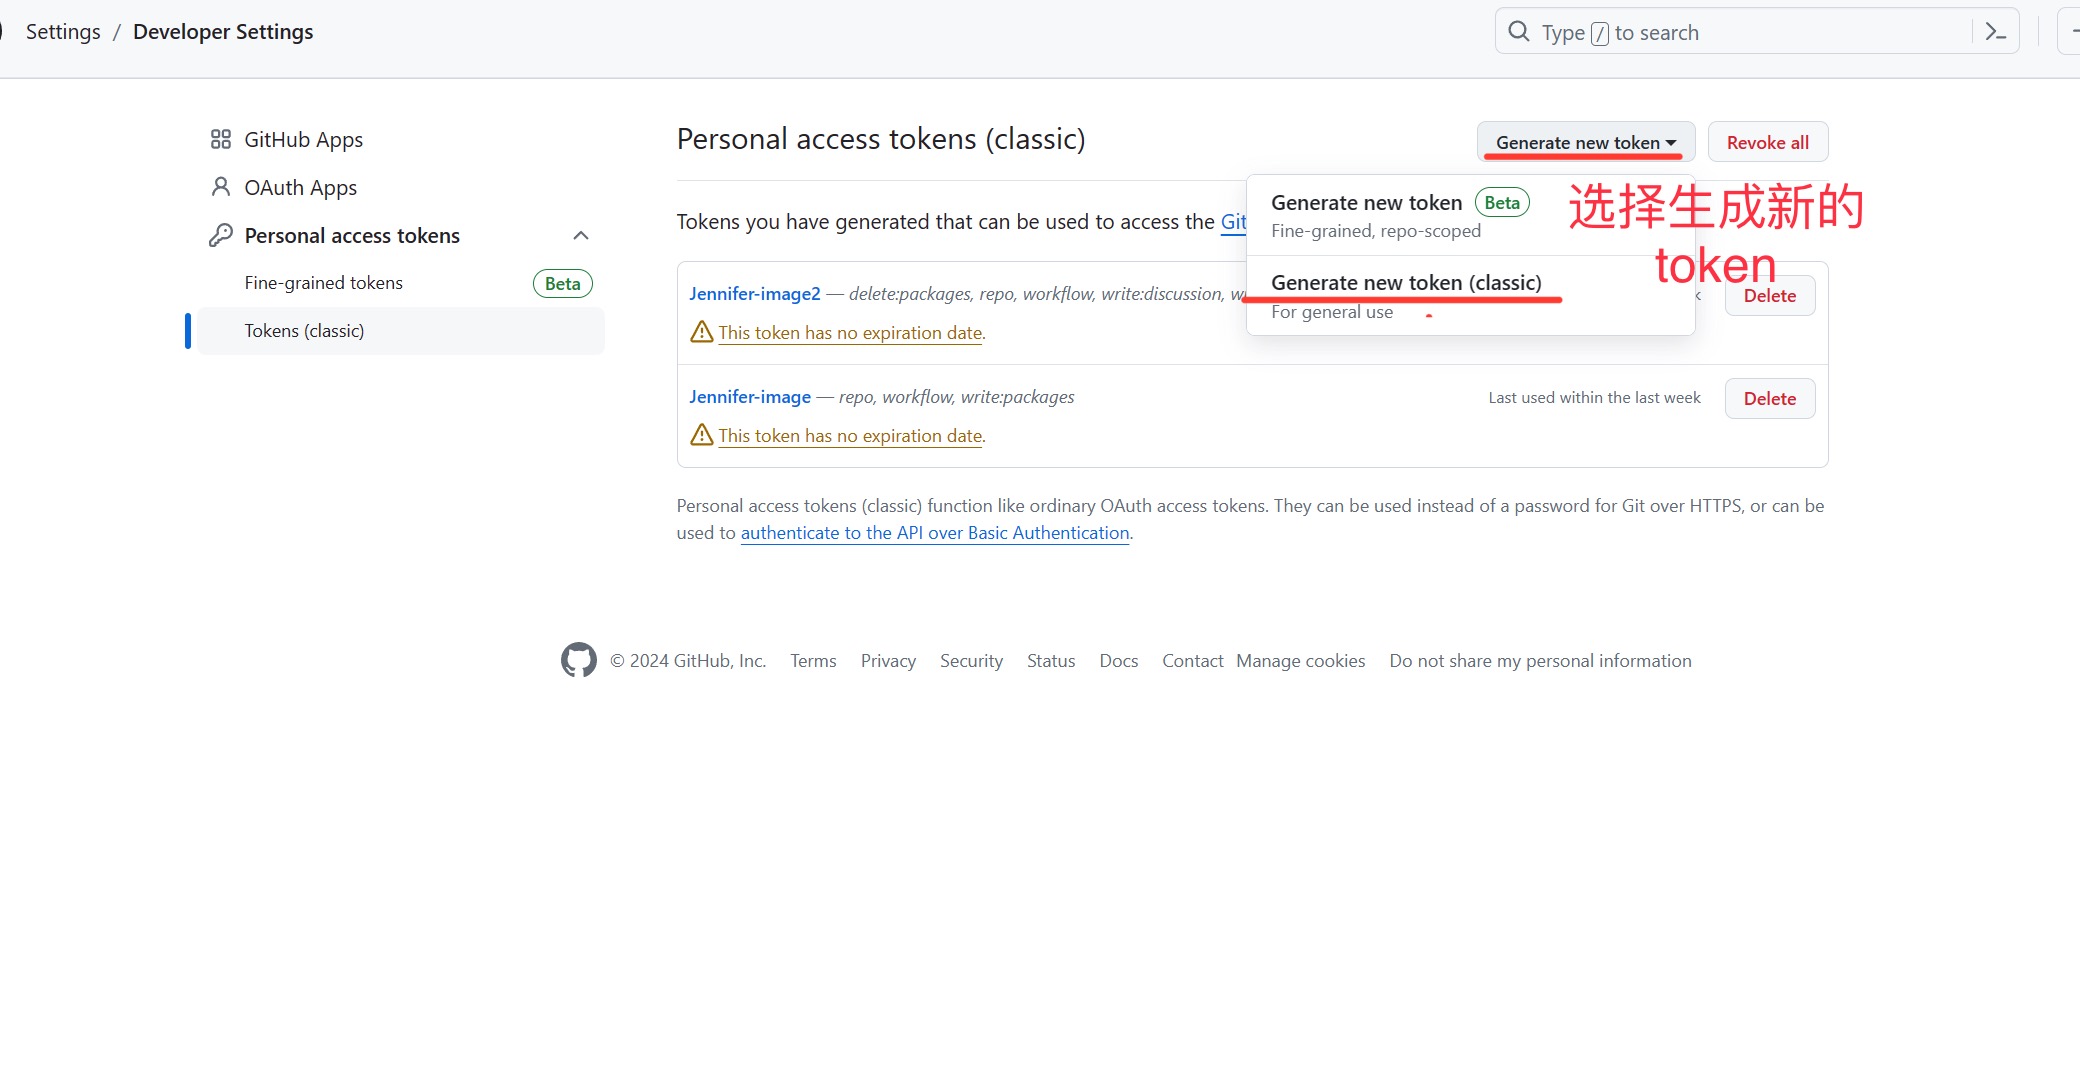 Settings / Developer Settings
Type / to search
GitHub Apps
OAuth Apps
Personal access tokens
Fine-grained tokens Beta
Tokens (classic)
Personal access tokens (classic)
Generate new token Revoke all
Generate new token Beta
Fine-grained, repo-scoped
Generate new token (classic)
For general use
选择生成新的
token
Tokens you have generated that can be used to access the Git
Jennifer-image2 — delete:packages, repo, workflow, write:discussion, Delete
This token has no expiration date.
Jennifer-image — repo, workflow, write:packages Last used within the last week Delete
This token has no expiration date.
Personal access tokens (classic) function like ordinary OAuth access tokens. They can be used instead of a password for Git over HTTPS, or can be
used to authenticate to the API over Basic Authentication.
© 2024 GitHub, Inc. Terms Privacy Security Status Docs Contact Manage cookies Do not share my personal information